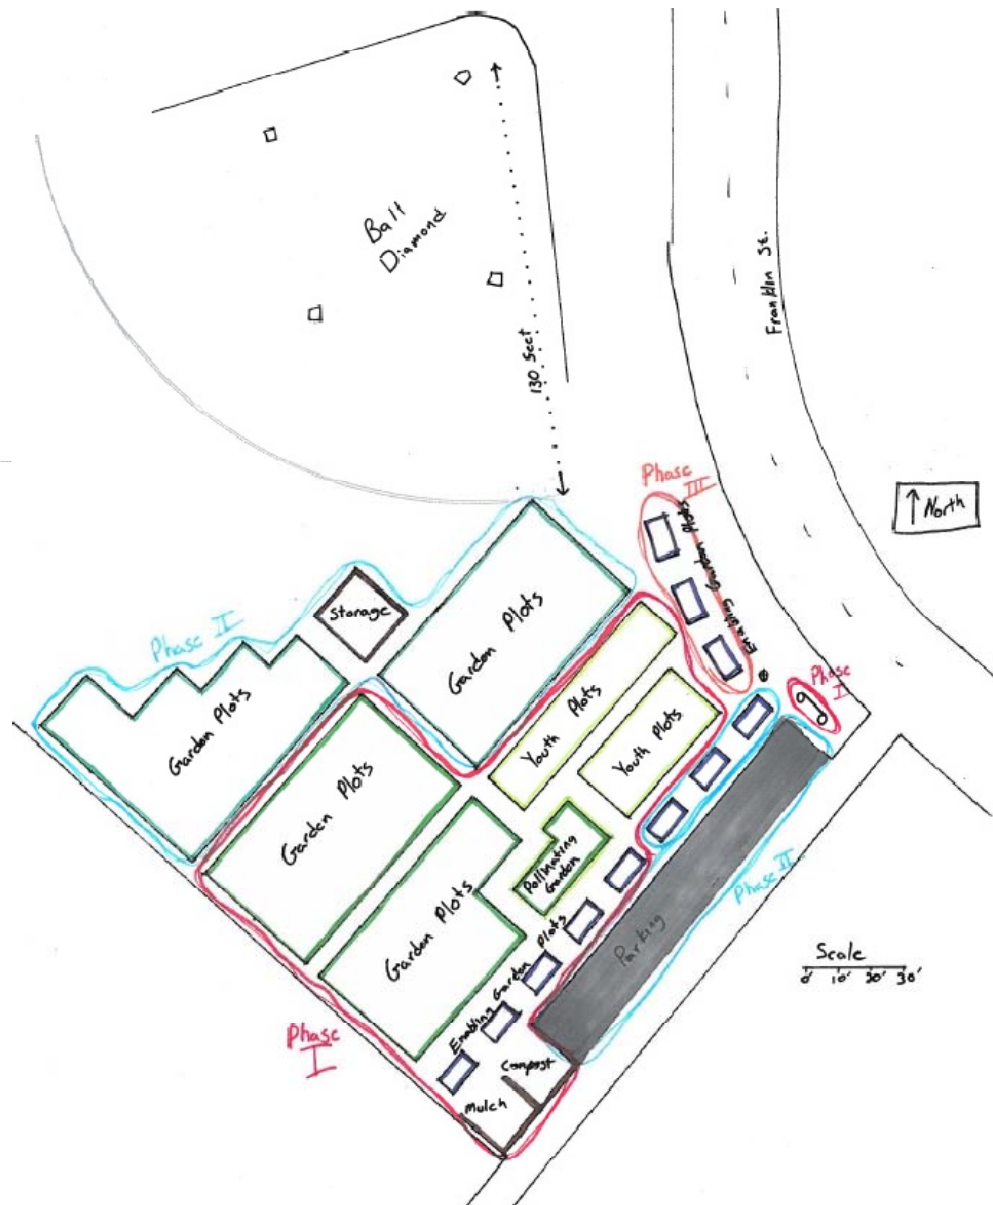 Ball
Diamond
130 feet
Franklin St.
↑ North
Phase
III
Enabling Garden Plots
Phase II
Storage
Garden Plots
Garden Plots
Youth Plots
Youth Plots
Phase
I
Garden Plots
Garden Plots
Pollinating
Garden
Enabling Garden Plots
Parking
Phase II
Scale
0' 10' 20' 30'
Phase
I
Compost
Mulch